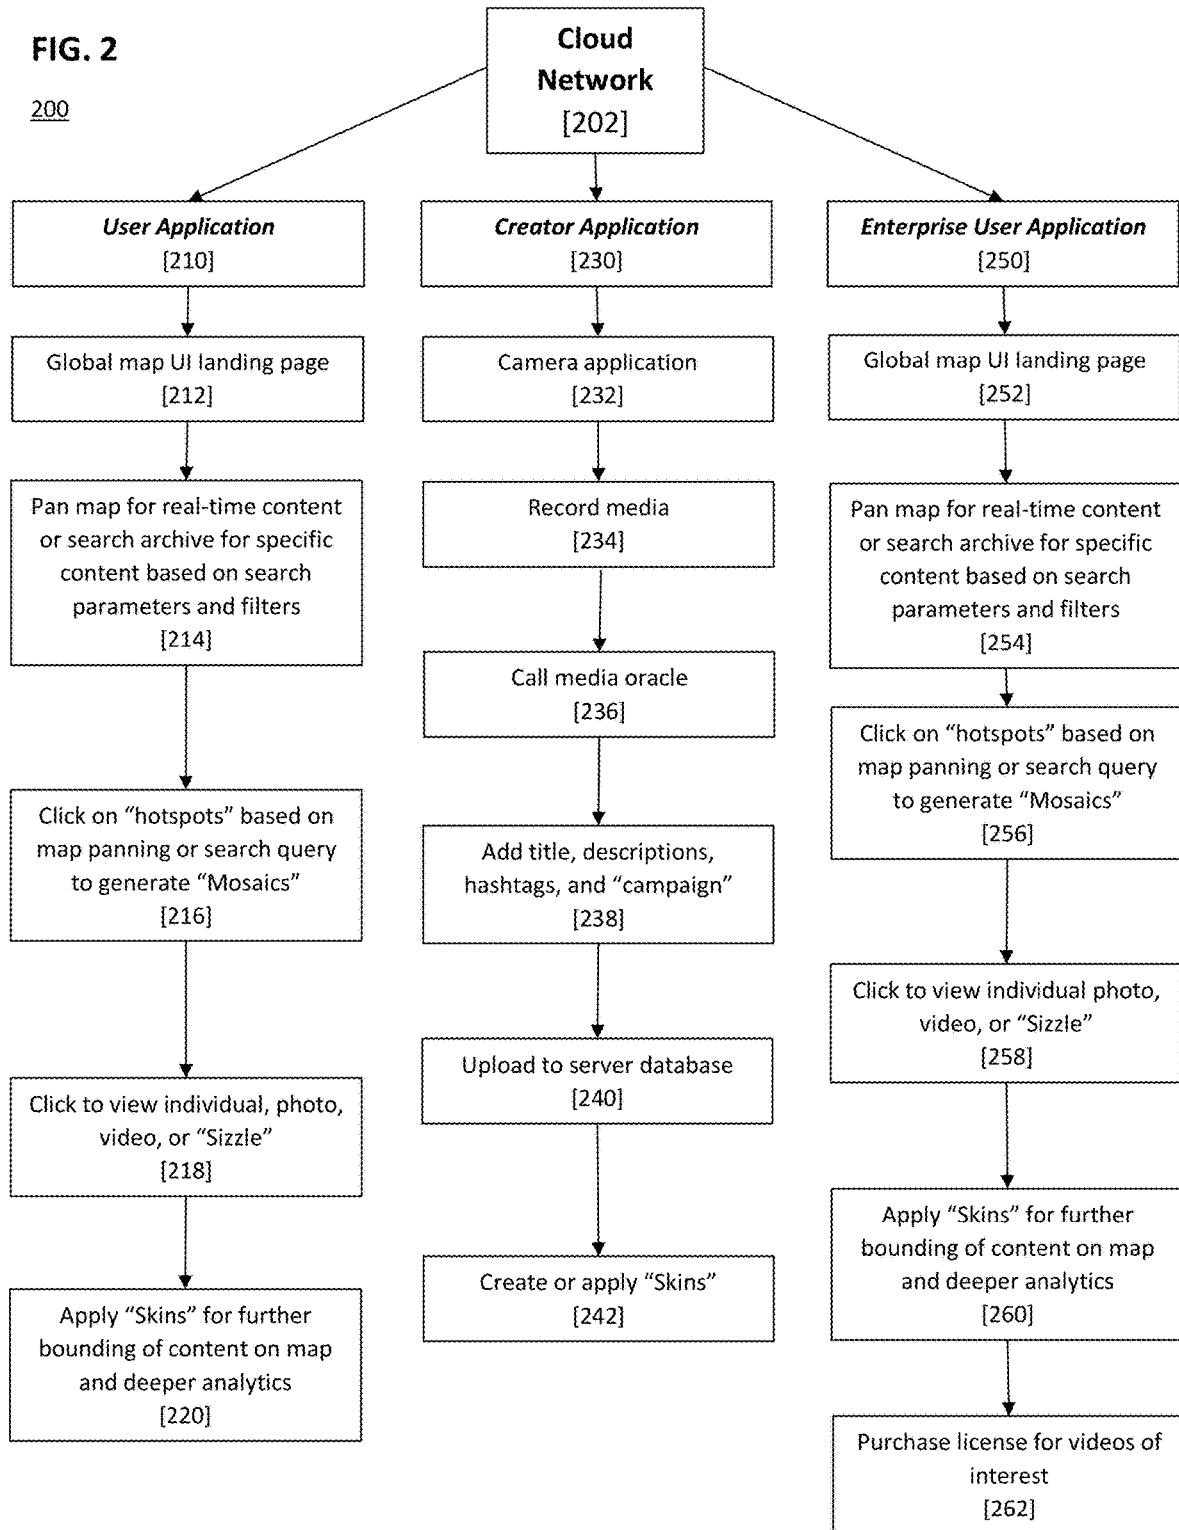 FIG. 2
200
Cloud
Network
[202]
User Application
[210]
Global map UI landing page
[212]
Pan map for real-time content
or search archive for specific
content based on search
parameters and filters
[214]
Click on “hotspots” based on
map panning or search query
to generate “Mosaics”
[216]
Click to view individual, photo,
video, or “Sizzle”
[218]
Apply “Skins” for further
bounding of content on map
and deeper analytics
[220]
Creator Application
[230]
Camera application
[232]
Record media
[234]
Call media oracle
[236]
Add title, descriptions,
hashtags, and “campaign”
[238]
Upload to server database
[240]
Create or apply “Skins”
[242]
Enterprise User Application
[250]
Global map UI landing page
[252]
Pan map for real-time content
or search archive for specific
content based on search
parameters and filters
[254]
Click on “hotspots” based on
map panning or search query
to generate “Mosaics”
[256]
Click to view individual photo,
video, or “Sizzle”
[258]
Apply “Skins” for further
bounding of content on map
and deeper analytics
[260]
Purchase license for videos of
interest
[262]